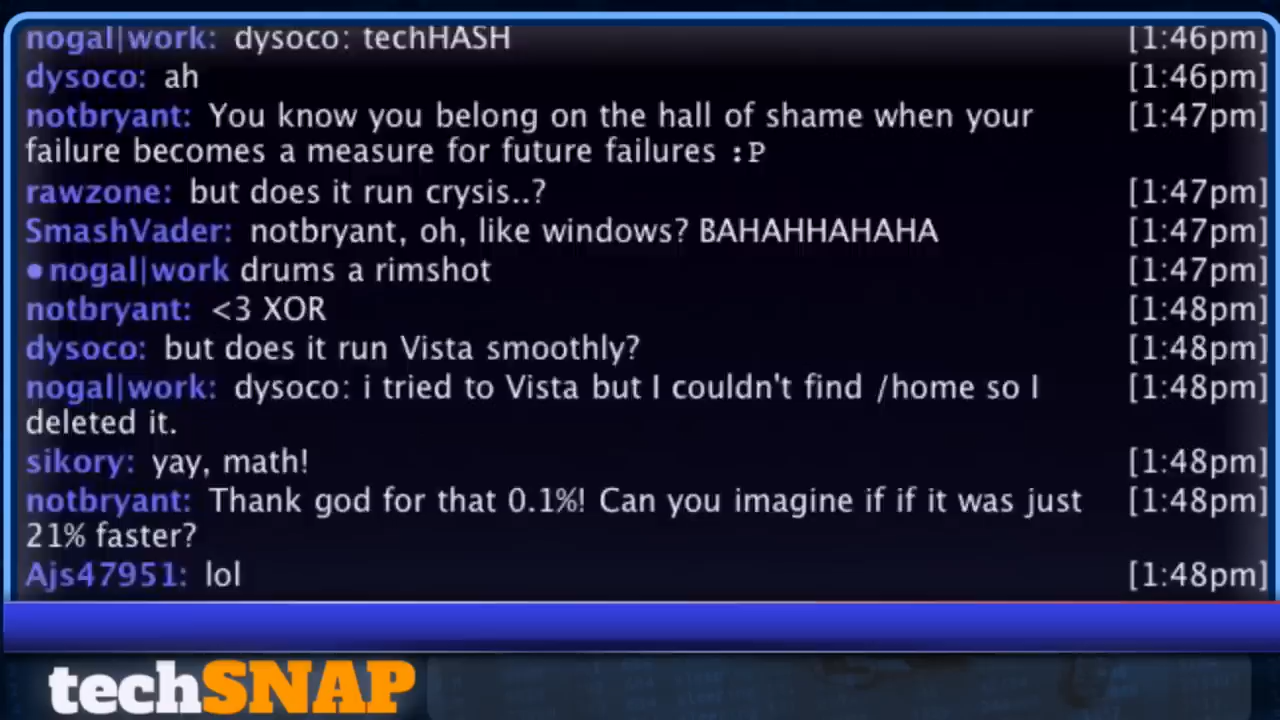 nogal|work: dysoco: techHASH [1:46pm]
dysoco: ah [1:46pm]
notbryant: You know you belong on the hall of shame when your [1:47pm]
failure becomes a measure for future failures :P
rawzone: but does it run crysis..? [1:47pm]
SmashVader: notbryant, oh, like windows? BAHAHHAHAHA [1:47pm]
•nogal|work drums a rimshot [1:47pm]
notbryant: <3 XOR [1:48pm]
dysoco: but does it run Vista smoothly? [1:48pm]
nogal|work: dysoco: i tried to Vista but I couldn't find /home so I [1:48pm]
deleted it.
sikory: yay, math! [1:48pm]
notbryant: Thank god for that 0.1%! Can you imagine if if it was just [1:48pm]
21% faster?
Ajs47951: lol [1:48pm]
techSNAP